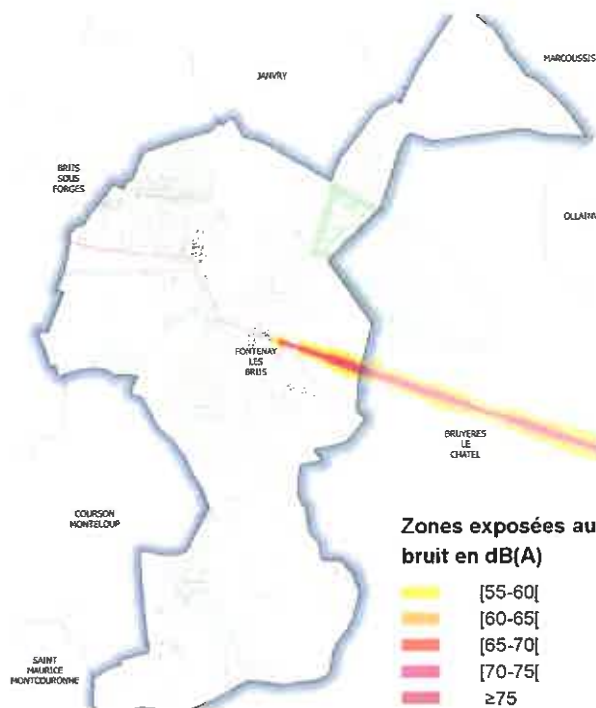 MARCOUSSIS
JANVRY
BRIIS
SOUS
FORGES
OLLAINV
FONTENAY
LES
BRIIS
BRUYERES
LE
CHATEL
COURSON
MONTELOUP
Zones exposées au
bruit en dB(A)
[55-60[
[60-65[
[65-70[
[70-75[
≥75
SAINT
MAURICE
MONTCOURONNE